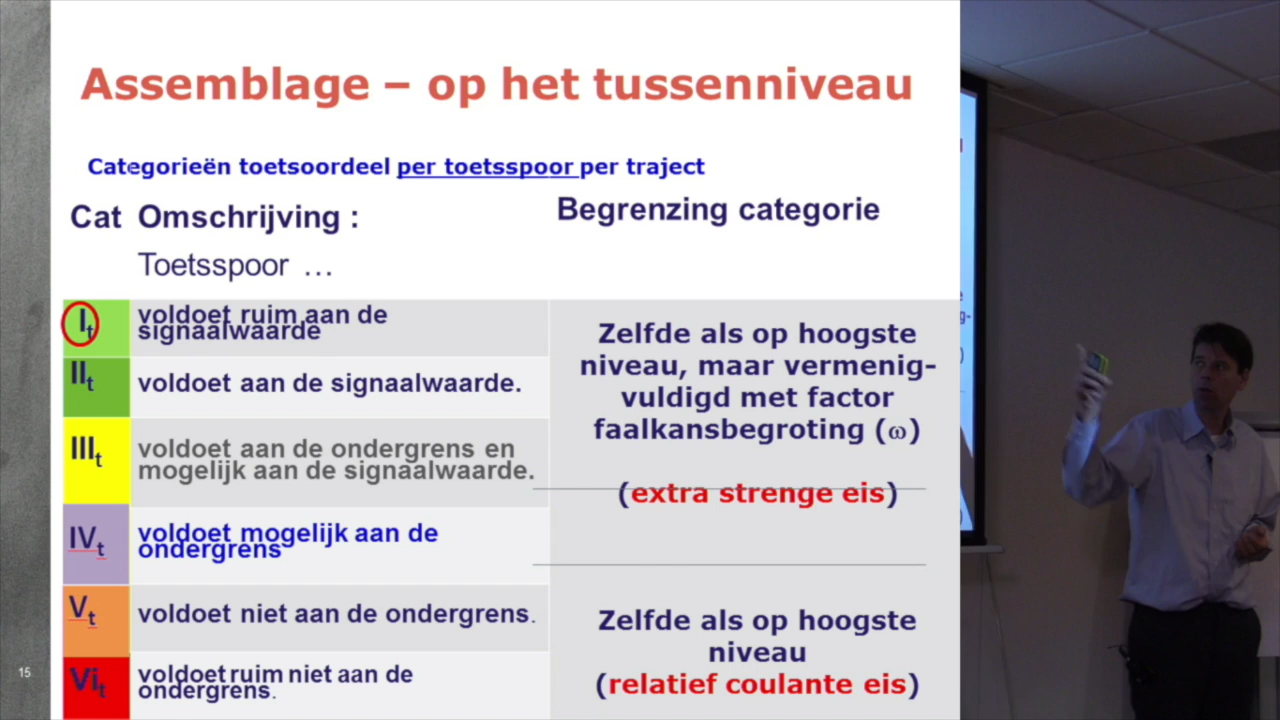 Assemblage – op het tussenniveau
Categorieën toetsoordeel per toetsspoor per traject
Cat Omschrijving :
Begrenzing categorie
Toetsspoor …
It
voldoet ruim aan de
signaalwaarde
IIt
voldoet aan de signaalwaarde.
IIIt
voldoet aan de ondergrens en
mogelijk aan de signaalwaarde.
IVt
voldoet mogelijk aan de
ondergrens
Vt
voldoet niet aan de ondergrens.
Vit
voldoet ruim niet aan de
ondergrens.
Zelfde als op hoogste
niveau, maar vermenig-
vuldigd met factor
faalkansbegroting (ω)
(extra strenge eis)
Zelfde als op hoogste
niveau
(relatief coulante eis)
15